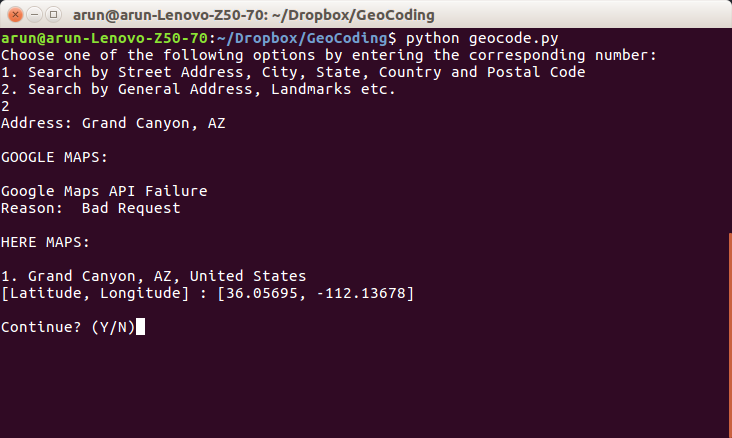 arun@arun-Lenovo-Z50-70: ~/Dropbox/GeoCoding
arun@arun-Lenovo-Z50-70:~/Dropbox/GeoCoding$ python geocode.py
Choose one of the following options by entering the corresponding number:
1. Search by Street Address, City, State, Country and Postal Code
2. Search by General Address, Landmarks etc.
2
Address: Grand Canyon, AZ
GOOGLE MAPS:
Google Maps API Failure
Reason:  Bad Request
HERE MAPS:
1. Grand Canyon, AZ, United States
[Latitude, Longitude] : [36.05695, -112.13678]
Continue? (Y/N)